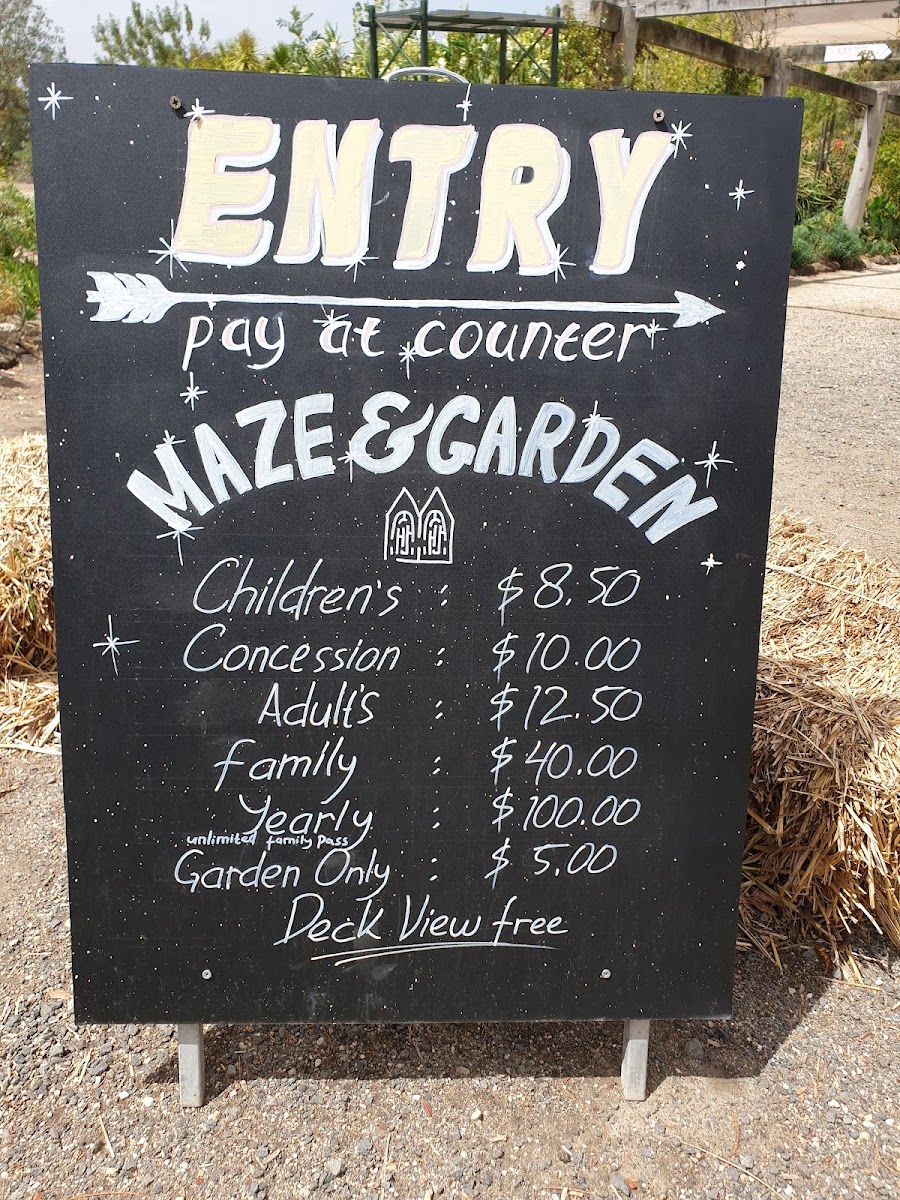 ENTRY
pay at counter
MAZE & GARDEN
Children's : $8.50
Concession : $10.00
Adult's : $12.50
family : $40.00
Yearly : $100.00
unlimited family pass
Garden Only : $5.00
Deck View free